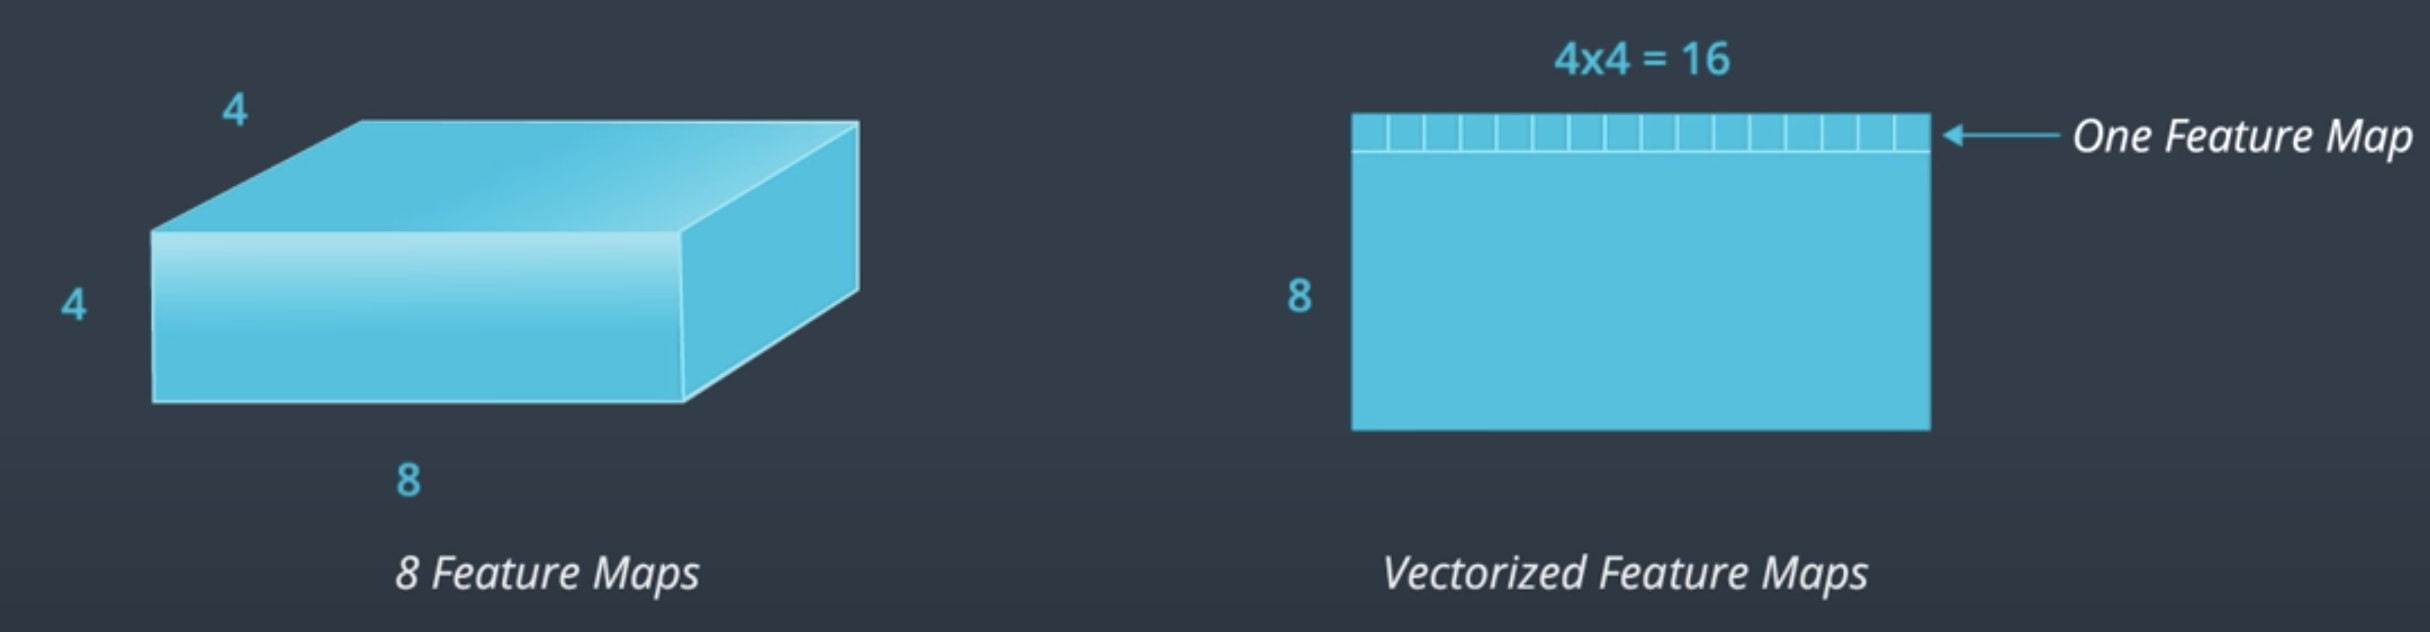 4
4
8
8 Feature Maps
4x4 = 16
One Feature Map
8
Vectorized Feature Maps